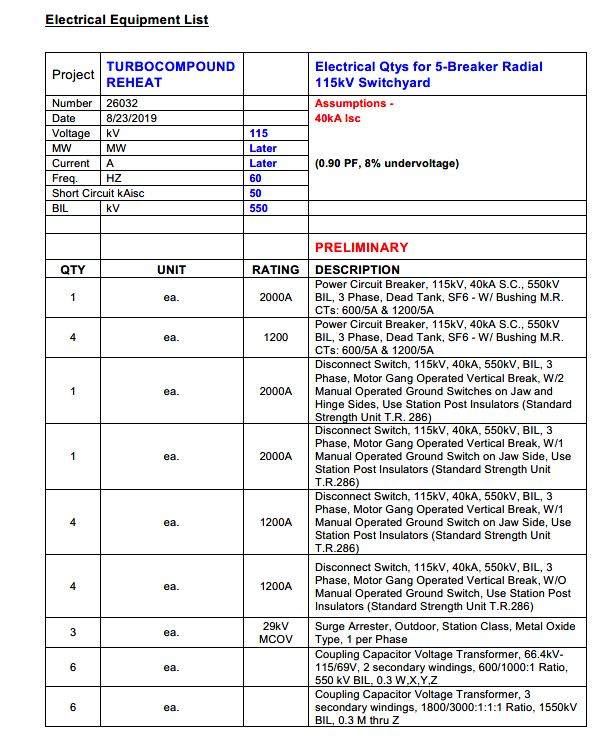 Electrical Equipment List
Project TURBOCOMPOUND REHEAT Electrical Qtys for 5-Breaker Radial
115kV Switchyard
Number 26032 Assumptions -
Date 8/23/2019 40kA Isc
Voltage kV 115
MW MW Later
Current A Later (0.90 PF, 8% undervoltage)
Freq. HZ 60
Short Circuit kAisc 50
BIL kV 550
PRELIMINARY
QTY UNIT RATING DESCRIPTION
1 ea. 2000A Power Circuit Breaker, 115kV, 40kA S.C., 550kV
BIL, 3 Phase, Dead Tank, SF6 - W/ Bushing M.R.
CTs: 600/5A & 1200/5A
4 ea. 1200 Power Circuit Breaker, 115kV, 40kA S.C., 550kV
BIL, 3 Phase, Dead Tank, SF6 - W/ Bushing M.R.
CTs: 600/5A & 1200/5A
1 ea. 2000A Disconnect Switch, 115kV, 40kA, 550kV, BIL, 3
Phase, Motor Gang Operated Vertical Break, W/2
Manual Operated Ground Switches on Jaw and
Hinge Sides, Use Station Post Insulators (Standard
Strength Unit T.R. 286)
1 ea. 2000A Disconnect Switch, 115kV, 40kA, 550kV, BIL, 3
Phase, Motor Gang Operated Vertical Break, W/1
Manual Operated Ground Switch on Jaw Side, Use
Station Post Insulators (Standard Strength Unit
T.R.286)
4 ea. 1200A Disconnect Switch, 115kV, 40kA, 550kV, BIL, 3
Phase, Motor Gang Operated Vertical Break, W/1
Manual Operated Ground Switch on Jaw Side, Use
Station Post Insulators (Standard Strength Unit
T.R.286)
4 ea. 1200A Disconnect Switch, 115kV, 40kA, 550kV, BIL, 3
Phase, Motor Gang Operated Vertical Break, W/O
Manual Operated Ground Switch, Use Station Post
Insulators (Standard Strength Unit T.R.286)
3 ea. 29kV MCOV Surge Arrester, Outdoor, Station Class, Metal Oxide
Type, 1 per Phase
6 ea. Coupling Capacitor Voltage Transformer, 66.4kV-
115/69V, 2 secondary windings, 600/1000:1 Ratio,
550 kV BIL, 0.3 W,X,Y,Z
6 ea. Coupling Capacitor Voltage Transformer, 3
secondary windings, 1800/3000:1:1:1 Ratio, 1550kV
BIL, 0.3 M thru Z